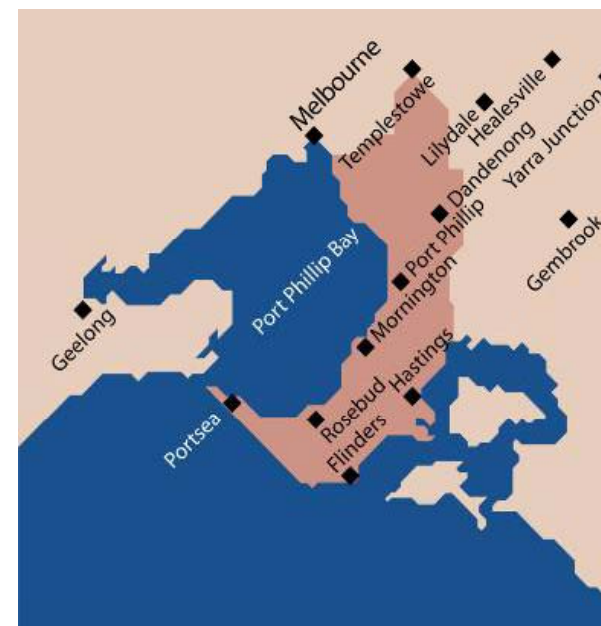 Melbourne
Templestowe
Lilydale
Healesville
Yarra Junction
Dandenong
Port Phillip
Gembrook
Port Phillip Bay
Mornington
Geelong
Hastings
Rosebud
Portsea
Flinders